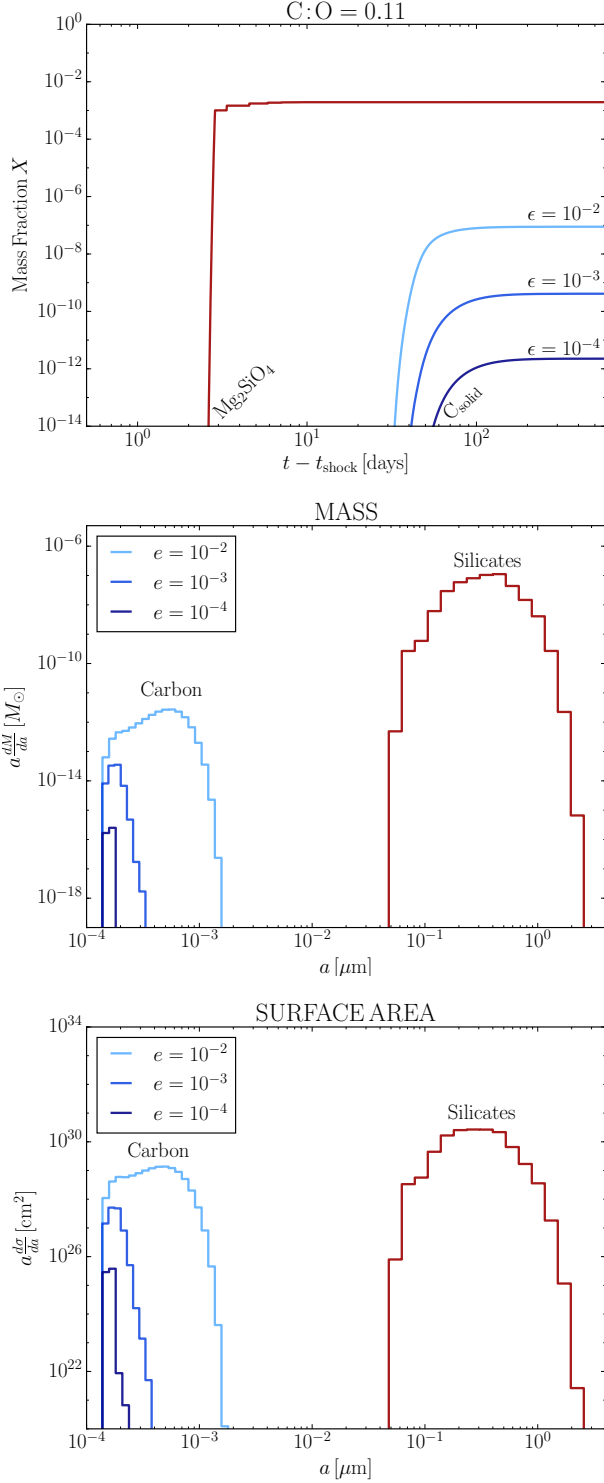 C:O = 0.11
10^0
10^-2
10^-4
10^-6
10^-8
10^-10
10^-12
10^-14
Mass Fraction X
ϵ = 10^-2
ϵ = 10^-3
ϵ = 10^-4
Mg₂SiO₄
C_solid
10^0
10^1
10^2
t − t_shock [days]
MASS
e = 10^-2
e = 10^-3
e = 10^-4
Silicates
Carbon
10^-6
10^-10
10^-14
10^-18
a dM/da [M_⊙]
10^-4
10^-3
10^-2
10^-1
10^0
a [μm]
SURFACE AREA
e = 10^-2
e = 10^-3
e = 10^-4
Silicates
Carbon
10^34
10^30
10^26
10^22
a dσ/da [cm²]
10^-4
10^-3
10^-2
10^-1
10^0
a [μm]